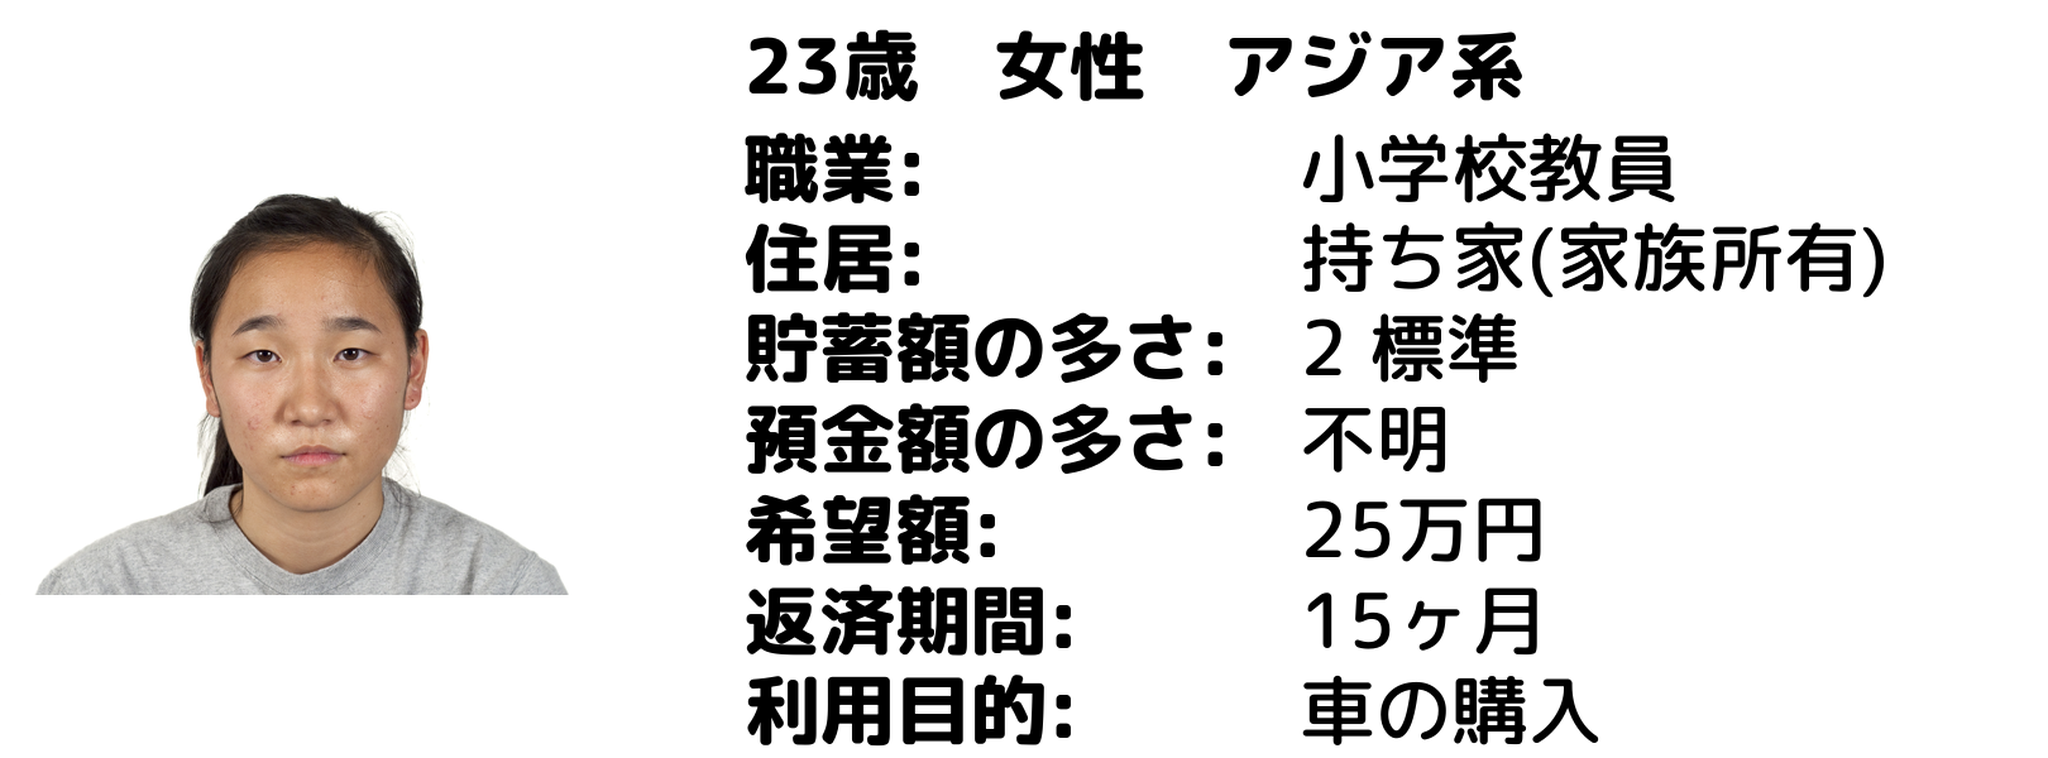 23歳　女性　アジア系
職業: 小学校教員
住居: 持ち家(家族所有)
貯蓄額の多さ: 2 標準
預金額の多さ: 不明
希望額: 25万円
返済期間: 15ヶ月
利用目的: 車の購入